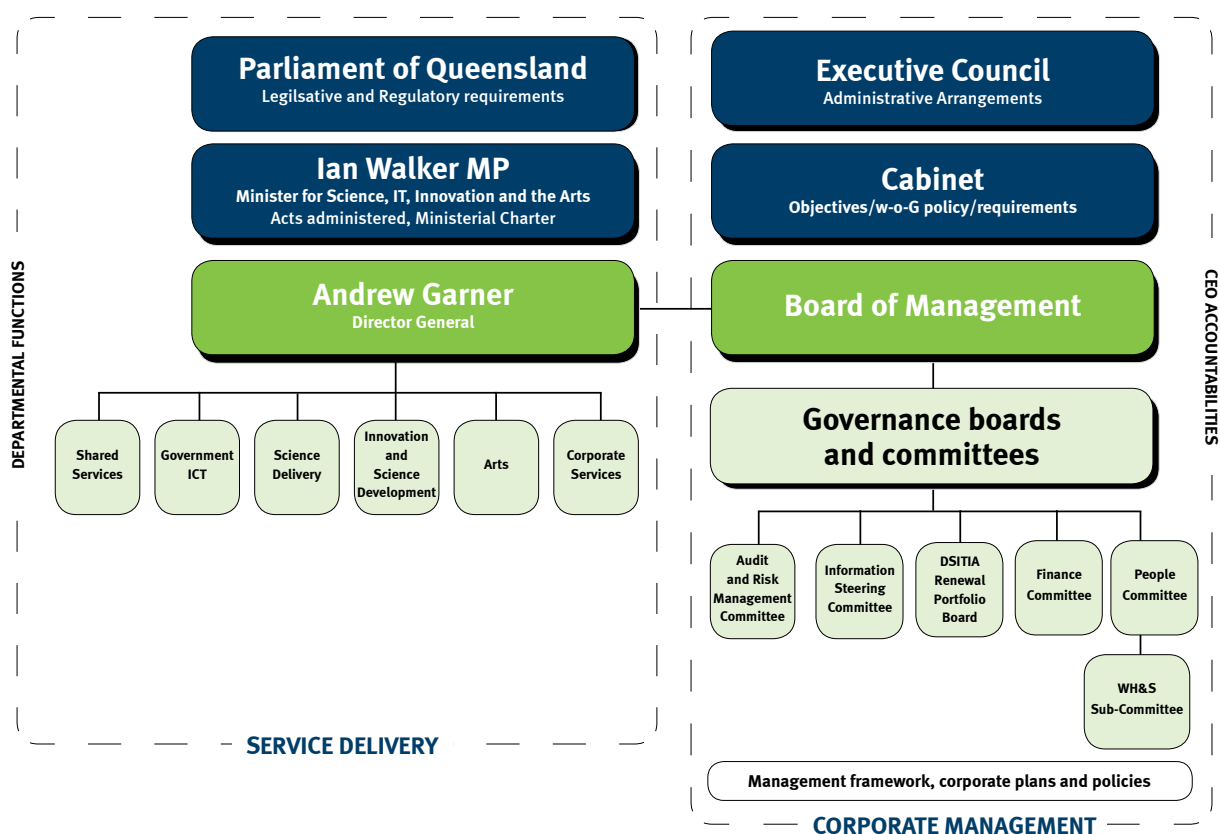 Parliament of Queensland
Legilsative and Regulatory requirements
Ian Walker MP
Minister for Science, IT, Innovation and the Arts
Acts administered, Ministerial Charter
Andrew Garner
Director General
DEPARTMENTAL FUNCTIONS
Shared
Services
Government
ICT
Science
Delivery
Innovation
and
Science
Development
Arts
Corporate
Services
SERVICE DELIVERY
Executive Council
Administrative Arrangements
Cabinet
Objectives/w-o-G policy/requirements
Board of Management
CEO ACCOUNTABILITIES
Governance boards
and committees
Audit
and Risk
Management
Committee
Information
Steering
Committee
DSITIA
Renewal
Portfolio
Board
Finance
Committee
People
Committee
WH&S
Sub-Committee
Management framework, corporate plans and policies
CORPORATE MANAGEMENT